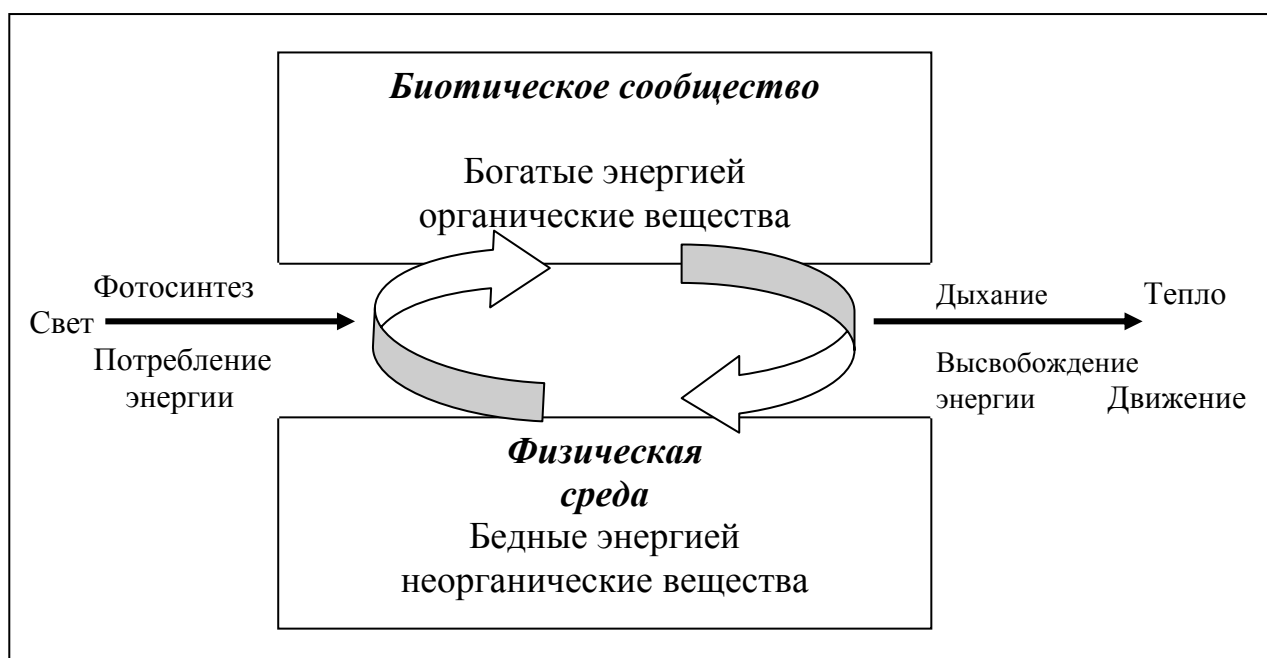 Биотическое сообщество
Богатые энергией
органические вещества
Фотосинтез
Свет
Потребление
энергии
Дыхание
Тепло
Высвобождение
энергии
Движение
Физическая
среда
Бедные энергией
неорганические вещества